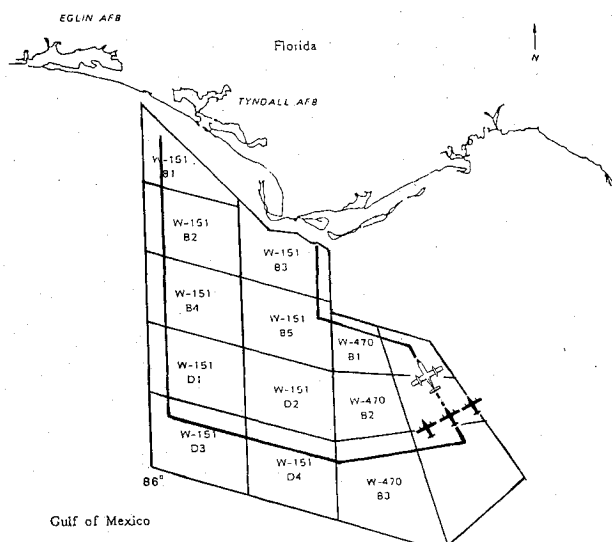 EGLIN AFB
Florida
N
TYNDALL AFB
W-151
B1
W-151
B2
W-151
B3
W-151
B4
W-151
B5
W-470
B1
W-151
D1
W-151
D2
W-470
B2
W-151
D3
W-151
D4
W-470
B3
86°
Gulf of Mexico